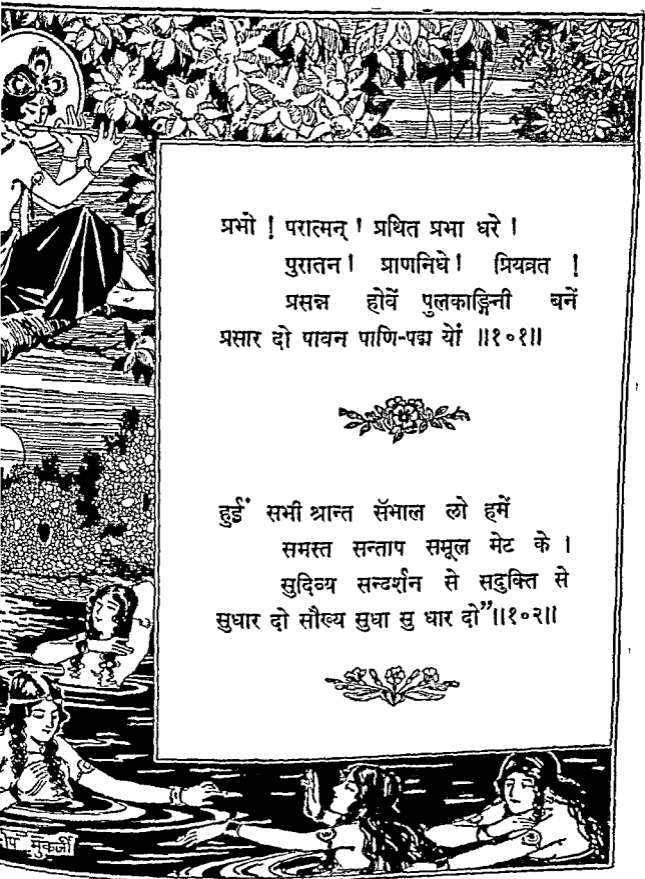 प्रभो ! परात्मन् ! प्रथित प्रभा धरे ।
पुरातन ! प्राणनिधे ! प्रियव्रत !
प्रसन्न होवें पुलकाङ्गिनी बनें
प्रसार दो पावन पाणि-पद्म यों ॥१०१॥
हुईं सभी श्रान्त सँभाल लो हमें
समस्त सन्ताप समूल मेट के ।
सुदिव्य सन्दर्शन से सदुक्ति से
सुधार दो सौख्य सुधा सु धार दो”॥१०२॥
मुकर्जी